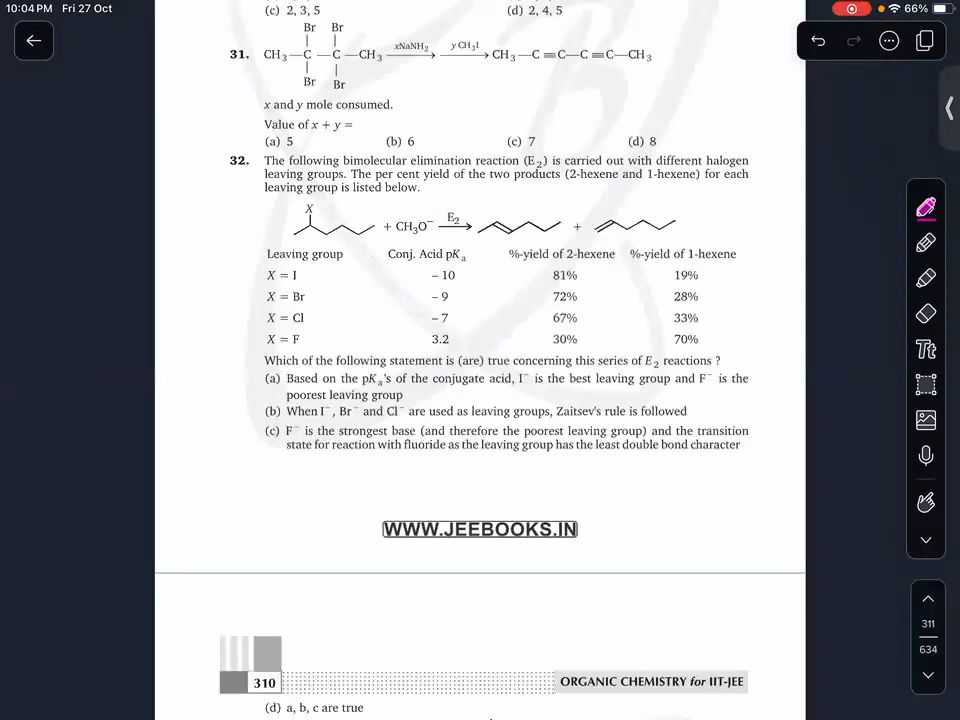 10:04 PM Fri 27 Oct 66%
(c) 2, 3, 5 (d) 2, 4, 5
Br Br
31. CH3—C—C—CH3 xNaNH2 → y CH3I → CH3—C≡C—C≡C—CH3
Br Br
x and y mole consumed.
Value of x + y =
(a) 5 (b) 6 (c) 7 (d) 8
32. The following bimolecular elimination reaction (E2) is carried out with different halogen
leaving groups. The per cent yield of the two products (2-hexene and 1-hexene) for each
leaving group is listed below.
X
+ CH3O− E2 → +
Leaving group Conj. Acid pKa %-yield of 2-hexene %-yield of 1-hexene
X = I – 10 81% 19%
X = Br – 9 72% 28%
X = Cl – 7 67% 33%
X = F 3.2 30% 70%
Which of the following statement is (are) true concerning this series of E2 reactions ?
(a) Based on the pKa's of the conjugate acid, I− is the best leaving group and F− is the
poorest leaving group
(b) When I−, Br− and Cl− are used as leaving groups, Zaitsev's rule is followed
(c) F− is the strongest base (and therefore the poorest leaving group) and the transition
state for reaction with fluoride as the leaving group has the least double bond character
WWW.JEEBOOKS.IN
310 ORGANIC CHEMISTRY for IIT-JEE
(d) a, b, c are true
Tt
311
634